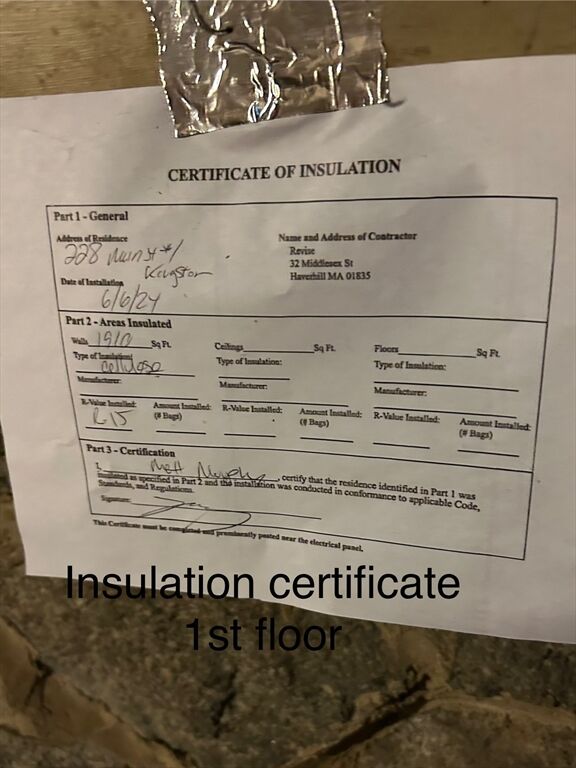 CERTIFICATE OF INSULATION
Part 1 - General
Address of Residence
228 Main St #1
Kingston
Date of Installation
6/6/24
Name and Address of Contractor
Revise
32 Middlesex St
Haverhill MA 01835
Part 2 - Areas Insulated
Walls 1910 Sq Ft.
Type of Insulation:
Cellulose
Manufacturer:
R-Value Installed:
R15
Amount Installed:
(# Bags)
Ceilings Sq Ft.
Type of Insulation:
Manufacturer:
R-Value Installed:
Amount Installed:
(# Bags)
Floors Sq Ft.
Type of Insulation:
Manufacturer:
R-Value Installed:
Amount Installed:
(# Bags)
Part 3 - Certification
I, Matt, certify that the residence identified in Part 1 was
insulated as specified in Part 2 and the installation was conducted in conformance to applicable Code,
Standards, and Regulations.
Signature:
This Certificate must be completed and prominently posted near the electrical panel.
Insulation certificate
1st floor